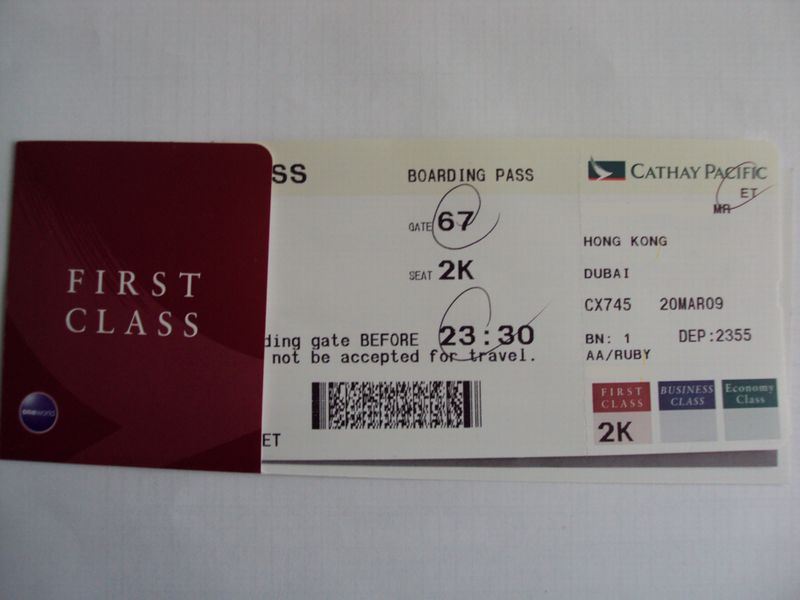 FIRST
CLASS
oneworld
SS
BOARDING PASS
GATE 67
SEAT 2K
ding gate BEFORE 23:30
not be accepted for travel.
ET
CATHAY PACIFIC
ET
MR
HONG KONG
DUBAI
CX745 20MAR09
BN: 1 DEP:2355
AA/RUBY
FIRST
CLASS
2K
BUSINESS
CLASS
Economy
Class